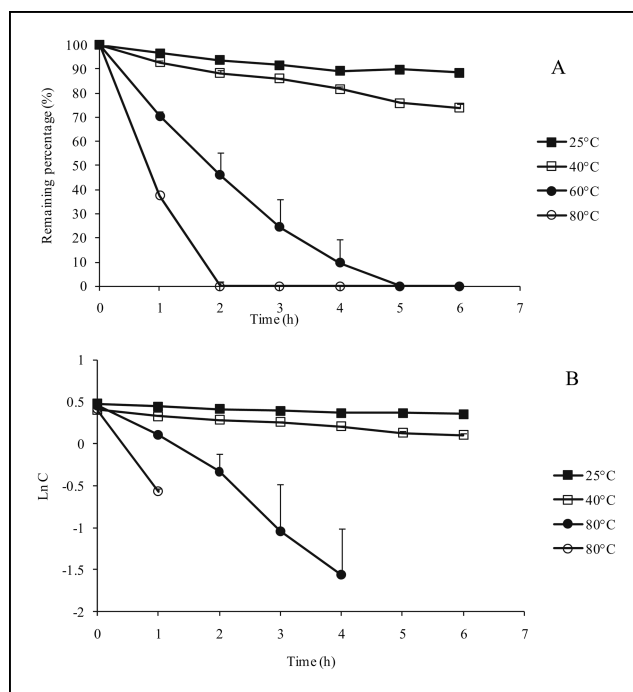 A
Remaining percentage (%)
100
90
80
70
60
50
40
30
20
10
0
0 1 2 3 4 5 6 7
Time (h)
25°C
40°C
60°C
80°C
B
Ln C
1
0.5
0
-0.5
-1
-1.5
-2
0 1 2 3 4 5 6 7
Time (h)
25°C
40°C
80°C
80°C